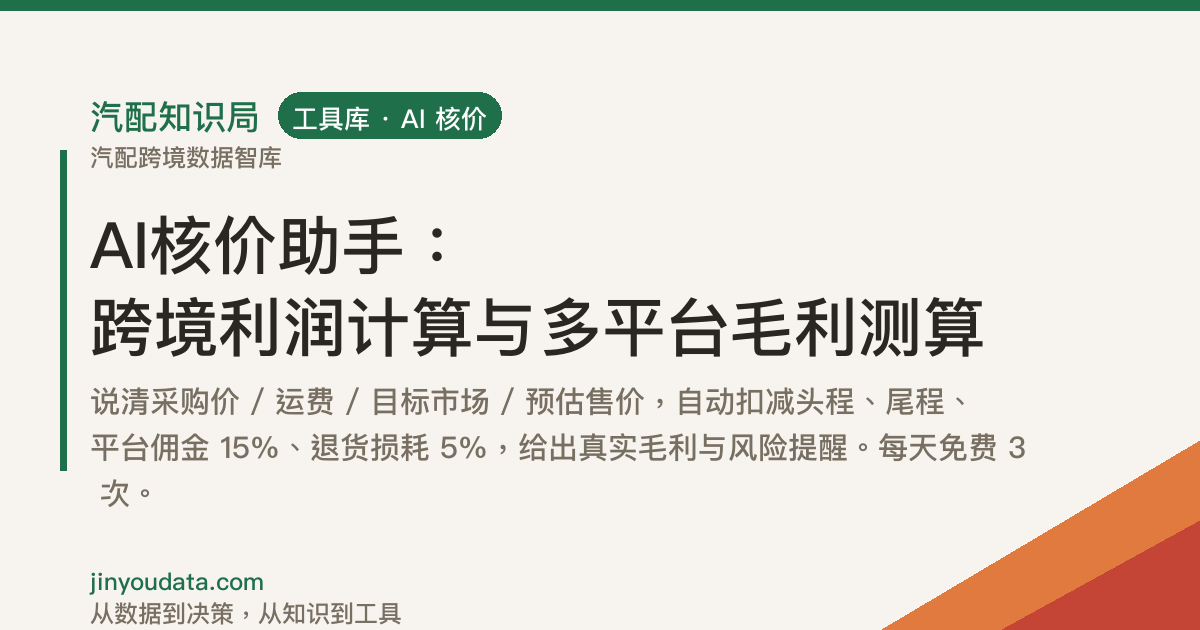 汽配知识局
工具库 · AI 核价
汽配跨境数据智库
AI核价助手：
跨境利润计算与多平台毛利测算
说清采购价 / 运费 / 目标市场 / 预估售价，自动扣减头程、尾程、
平台佣金 15%、退货损耗 5%，给出真实毛利与风险提醒。每天免费 3
次。
jinyoudata.com
从数据到决策，从知识到工具